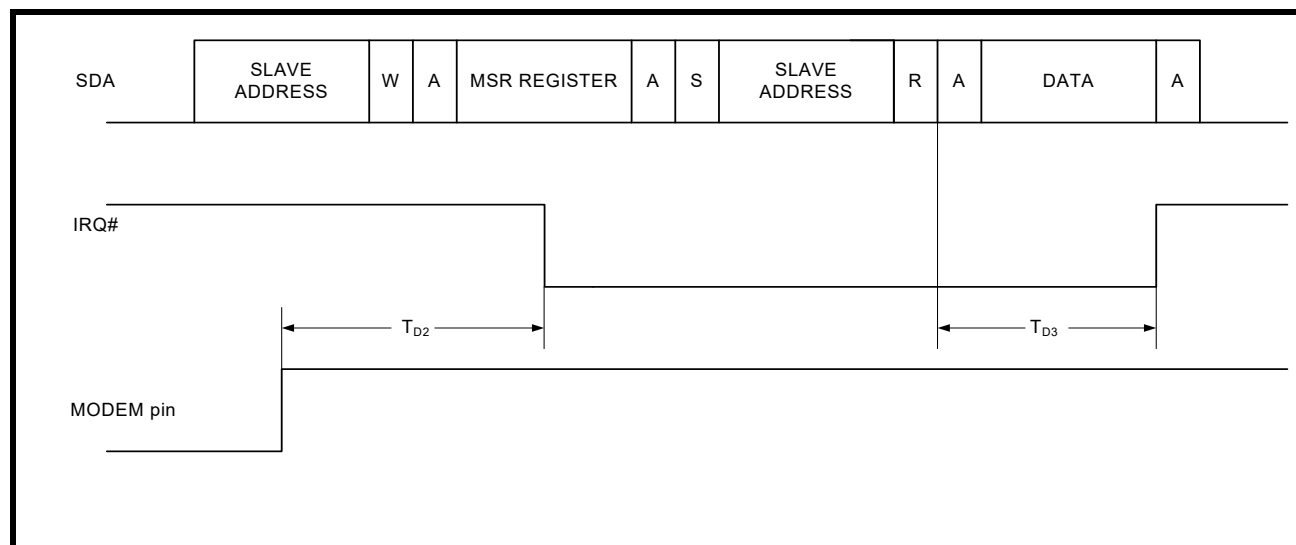 SDA
SLAVE
ADDRESS
W
A
MSR REGISTER
A
S
SLAVE
ADDRESS
R
A
DATA
A
IRQ#
TD2
TD3
MODEM pin